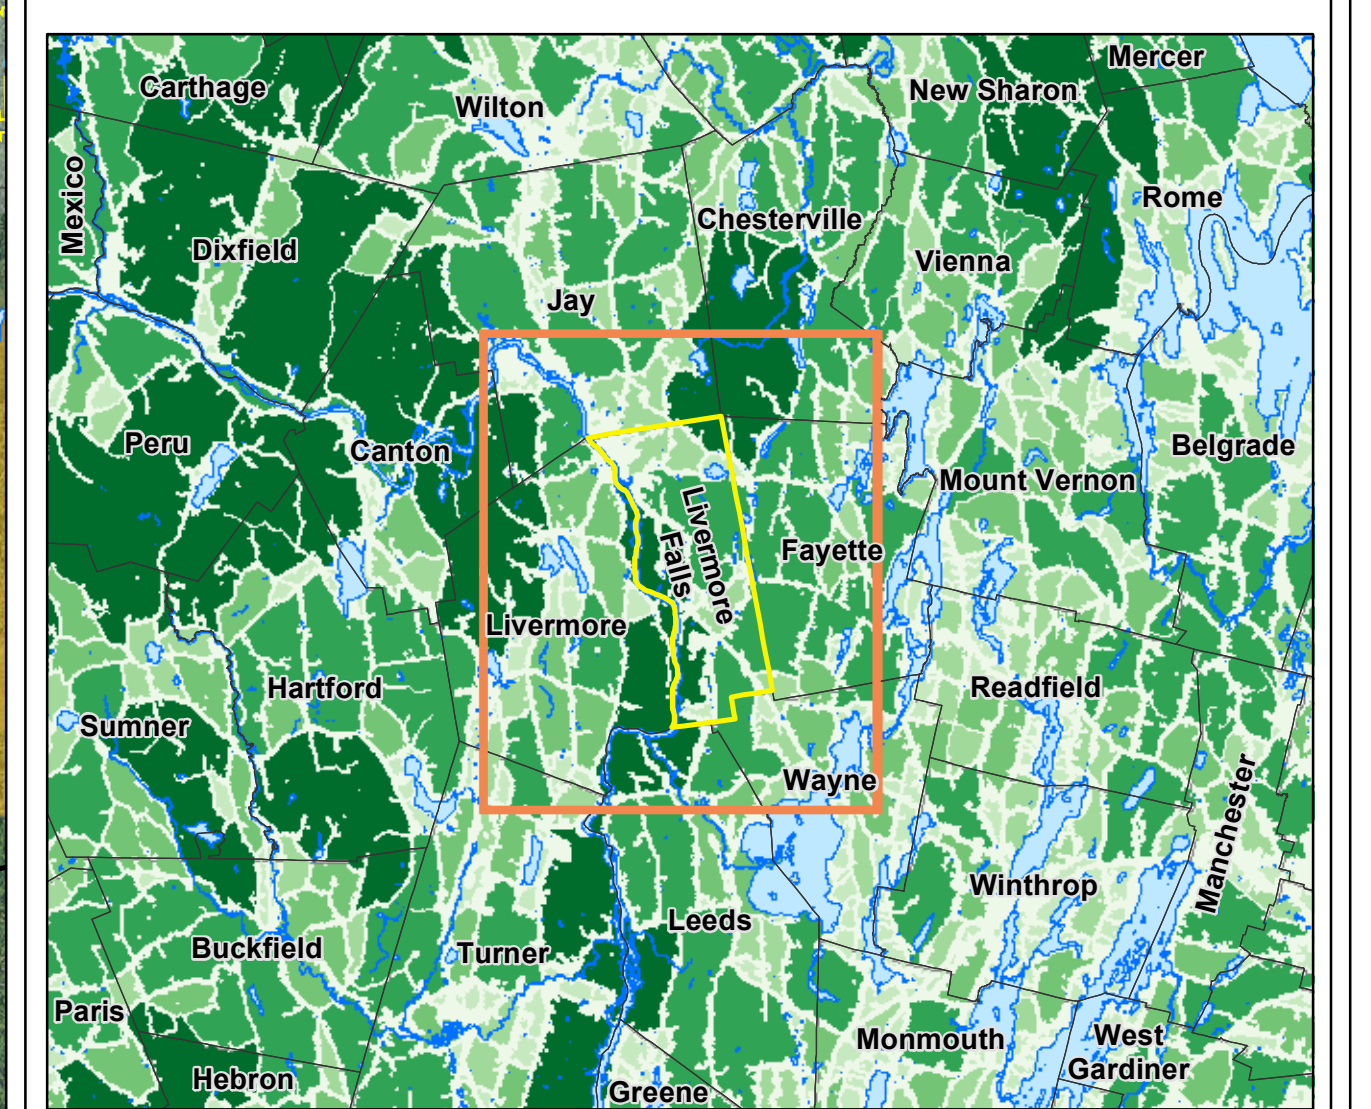 Mercer
Carthage
Wilton
New Sharon
Mexico
Rome
Chesterville
Dixfield
Vienna
Jay
Peru
Canton
Belgrade
Mount Vernon
Livermore
Falls
Fayette
Livermore
Hartford
Readfield
Sumner
Wayne
Manchester
Winthrop
Leeds
Buckfield
Turner
Paris
Monmouth
West
Gardiner
Hebron
Greene